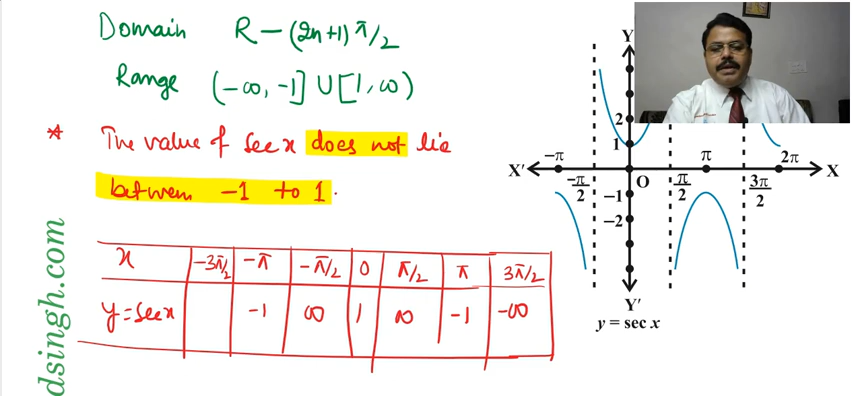 Domain R – (2n+1) π/2
Range (-∞, -1] ∪ [1, ∞)
* The value of sec x does not lie
between -1 to 1.
x -3π/2 -π -π/2 0 π/2 π 3π/2
y=secx -1 ∞ 1 ∞ -1 -∞
dsingh.com
Y
2
1
X' −π −π/2 O π/2 π 3π/2 2π X
−1
−2
Y'
y = sec x